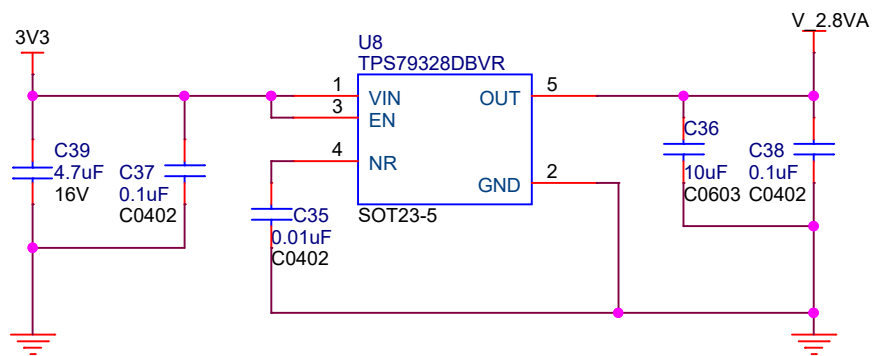 V_2.8VA
3V3
U8
TPS79328DBVR
1
VIN
OUT
5
3
EN
4
NR
2
GND
SOT23-5
C39
4.7uF
16V
C37
0.1uF
C0402
C35
0.01uF
C0402
C36
10uF
C0603
C38
0.1uF
C0402